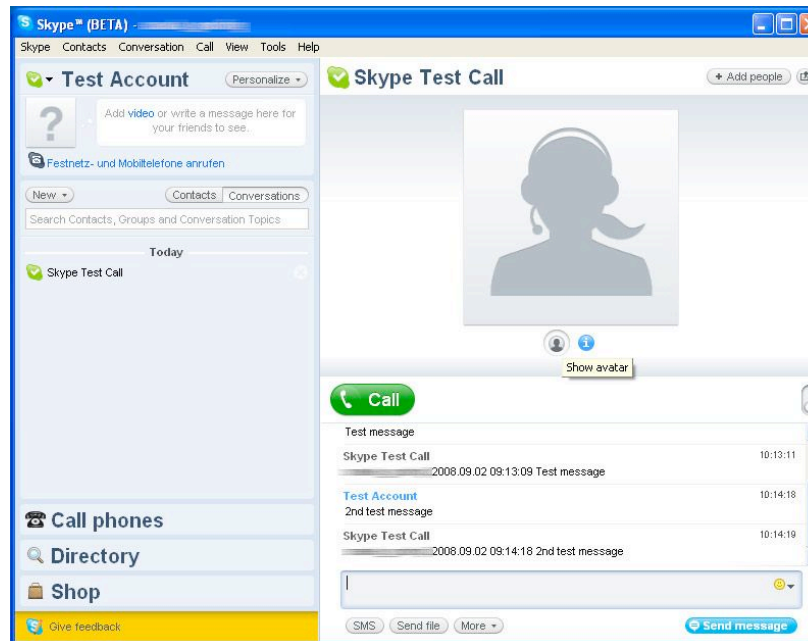 Skype™ (BETA) -
Skype Contacts Conversation Call View Tools Help
Test Account
Personalize
Add video or write a message here for
your friends to see.
Festnetz- und Mobiltelefone anrufen
New
Contacts Conversations
Search Contacts, Groups and Conversation Topics
Today
Skype Test Call
Call phones
Directory
Shop
Give feedback
Skype Test Call
+ Add people
Show avatar
Call
Test message
Skype Test Call 10:13:11
2008.09.02 09:13:09 Test message
Test Account 10:14:18
2nd test message
Skype Test Call 10:14:19
2008.09.02 09:14:18 2nd test message
SMS Send file More Send message